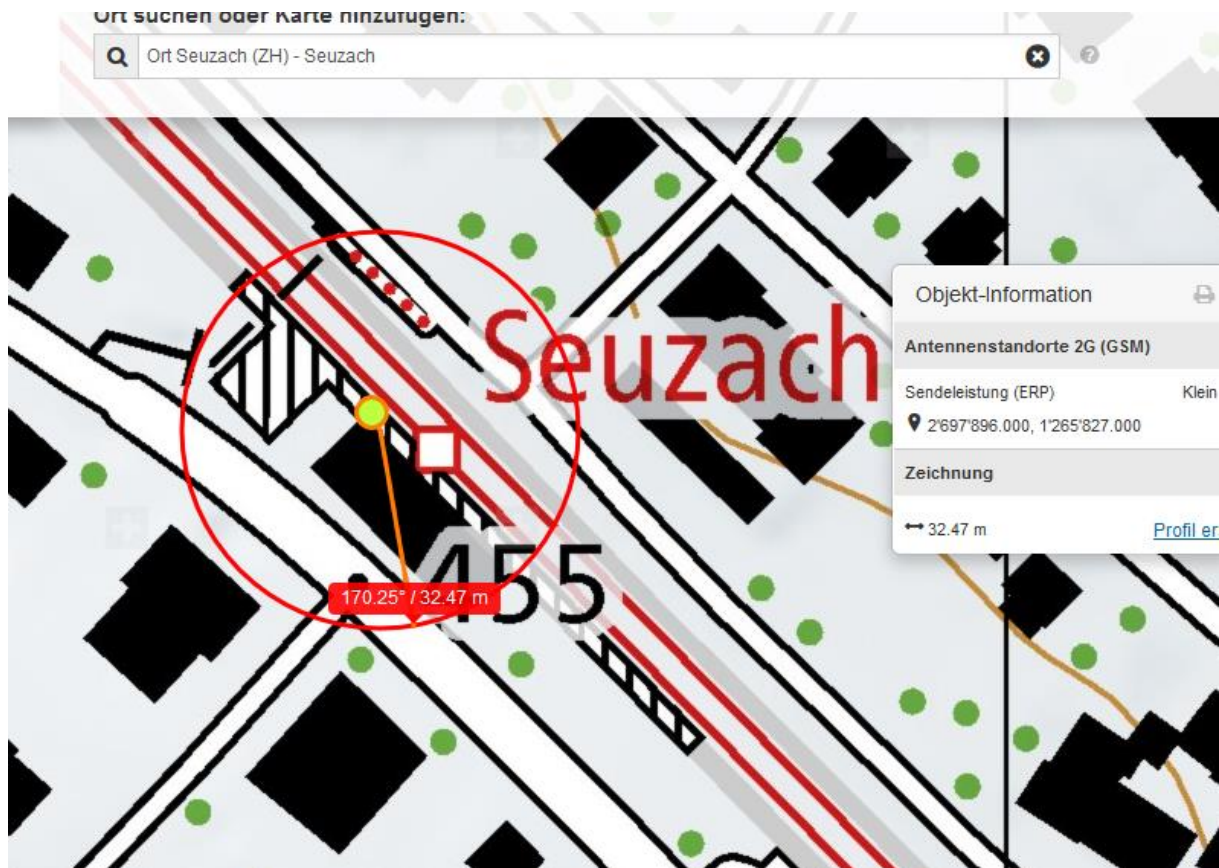 Ort suchen oder Karte hinzufügen:
Ort Seuzach (ZH) - Seuzach
Seuzach
Objekt-Information
Antennenstandorte 2G (GSM)
Sendeleistung (ERP) Klein
2'697'896.000, 1'265'827.000
Zeichnung
32.47 m Profil er
455
170.25° / 32.47 m